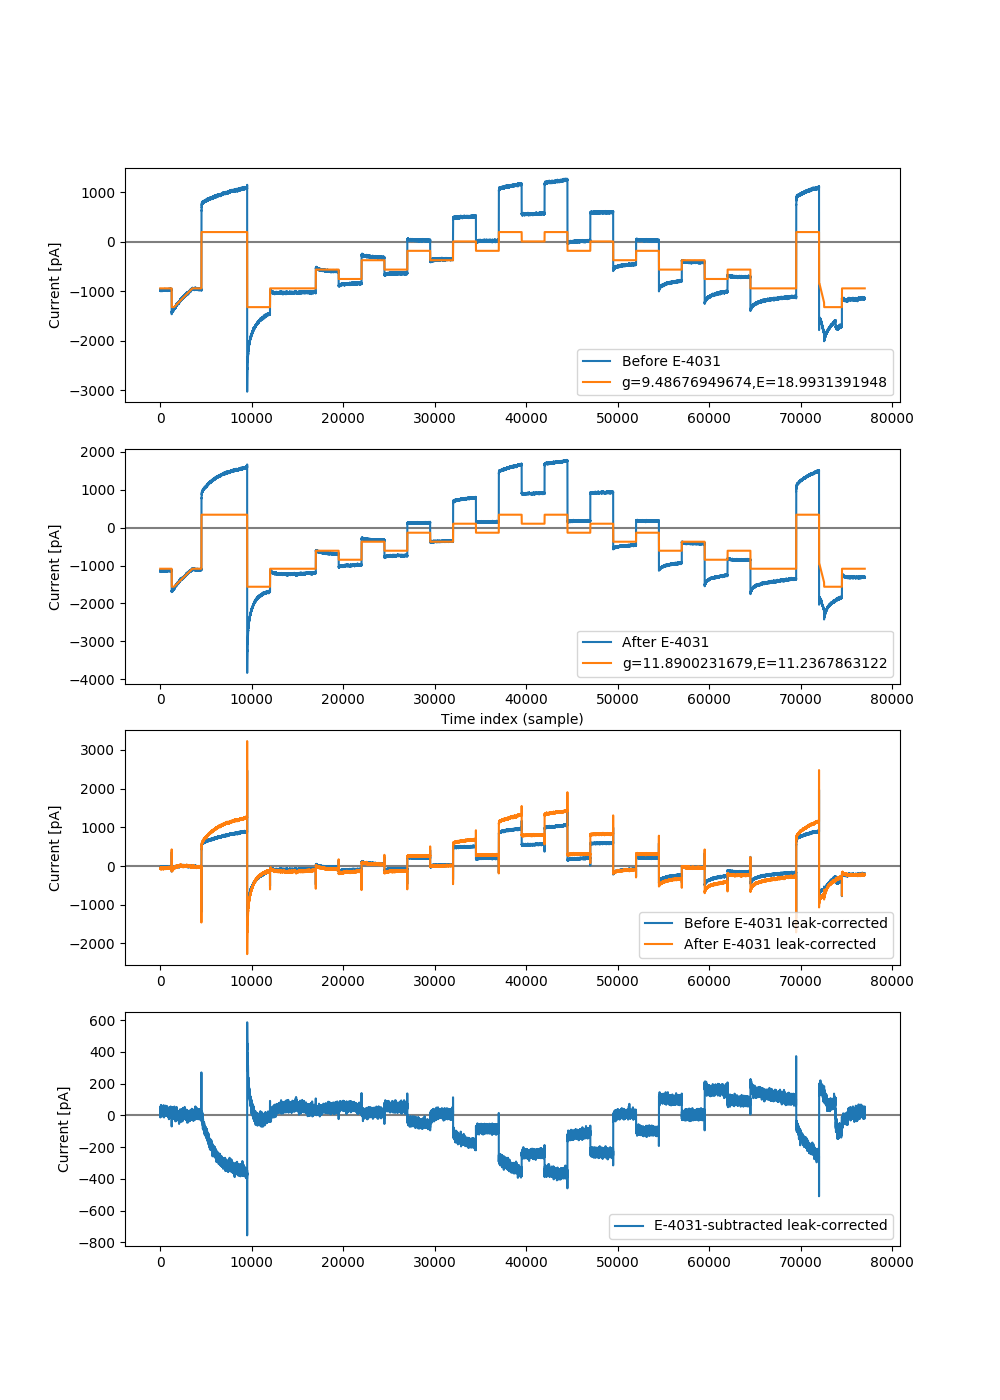 1000
0
−1000
−2000
−3000
Current [pA]
Before E-4031
g=9.48676949674,E=18.9931391948
0 10000 20000 30000 40000 50000 60000 70000 80000
2000
1000
0
−1000
−2000
−3000
−4000
Current [pA]
After E-4031
g=11.8900231679,E=11.2367863122
0 10000 20000 30000 40000 50000 60000 70000 80000
Time index (sample)
3000
2000
1000
0
−1000
−2000
Current [pA]
Before E-4031 leak-corrected
After E-4031 leak-corrected
0 10000 20000 30000 40000 50000 60000 70000 80000
600
400
200
0
−200
−400
−600
−800
Current [pA]
E-4031-subtracted leak-corrected
0 10000 20000 30000 40000 50000 60000 70000 80000